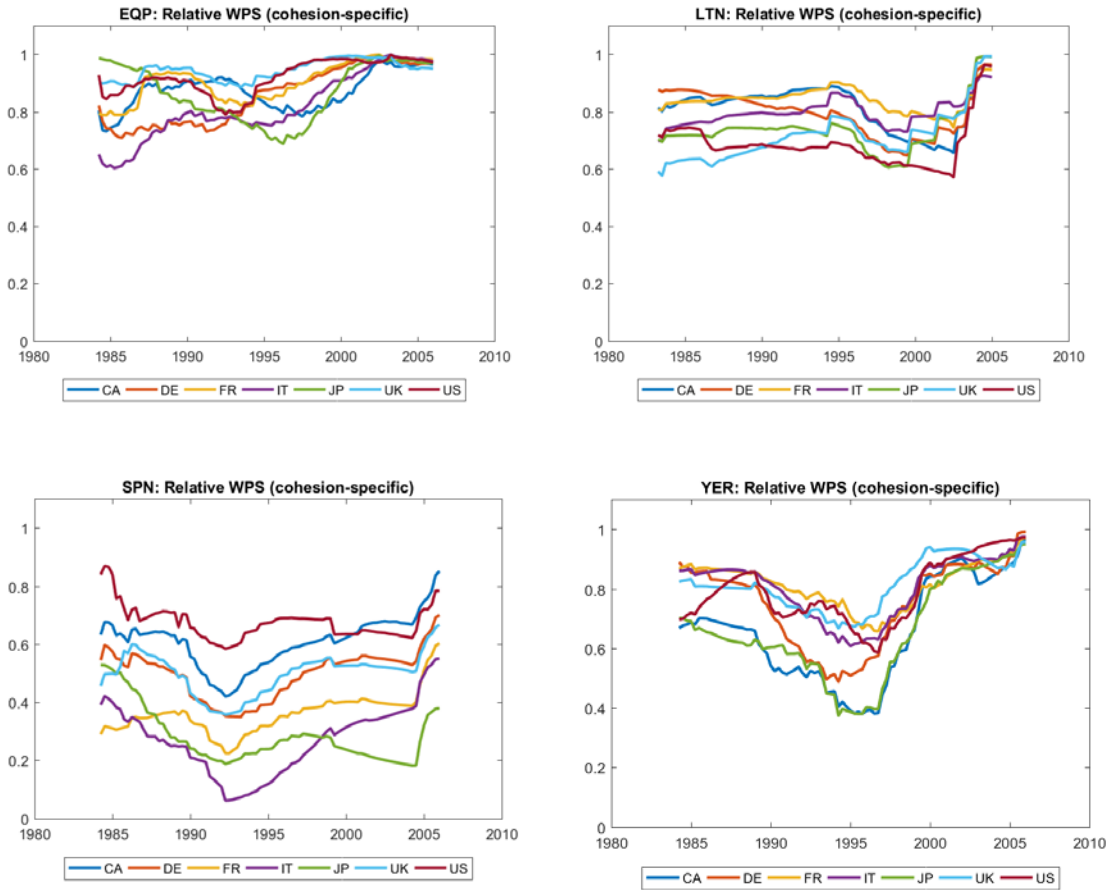 EQP: Relative WPS (cohesion-specific)
1
0.8
0.6
0.4
0.2
0
1980 1985 1990 1995 2000 2005 2010
CA DE FR IT JP UK US
LTN: Relative WPS (cohesion-specific)
1
0.8
0.6
0.4
0.2
0
1980 1985 1990 1995 2000 2005 2010
CA DE FR IT JP UK US
SPN: Relative WPS (cohesion-specific)
1
0.8
0.6
0.4
0.2
0
1980 1985 1990 1995 2000 2005 2010
CA DE FR IT JP UK US
YER: Relative WPS (cohesion-specific)
1
0.8
0.6
0.4
0.2
0
1980 1985 1990 1995 2000 2005 2010
CA DE FR IT JP UK US